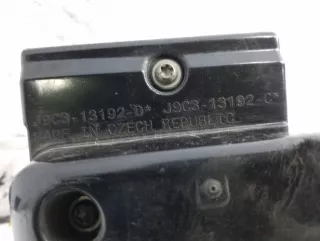 J9C3-13192-D* J9C3-13192-C*
MADE IN CZECH REPUBLIC